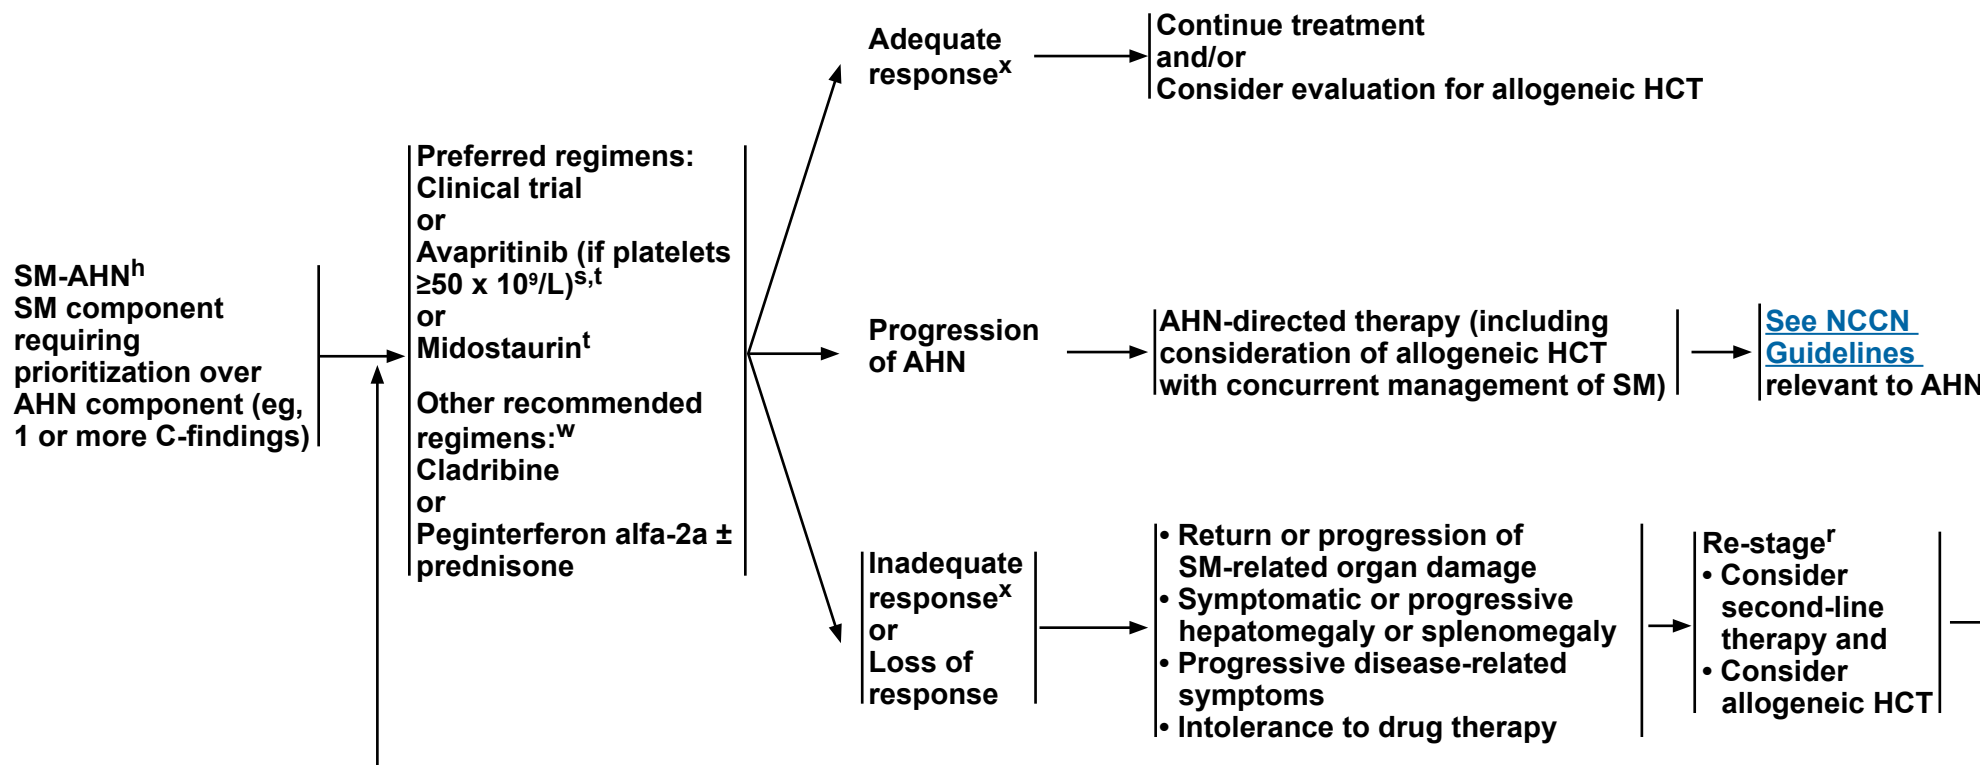 SM-AHNʰ
SM component
requiring
prioritization over
AHN component (eg,
1 or more C-findings)
Preferred regimens:
Clinical trial
or
Avapritinib (if platelets
≥50 x 10⁹/L)ˢ,ᵗ
or
Midostaurinᵗ
Other recommended
regimens:ʷ
Cladribine
or
Peginterferon alfa-2a ±
prednisone
Adequate
responseˣ
Continue treatment
and/or
Consider evaluation for allogeneic HCT
Progression
of AHN
AHN-directed therapy (including
consideration of allogeneic HCT
with concurrent management of SM)
See NCCN
Guidelines
relevant to AHN
Inadequate
responseˣ
or
Loss of
response
• Return or progression of
SM-related organ damage
• Symptomatic or progressive
hepatomegaly or splenomegaly
• Progressive disease-related
symptoms
• Intolerance to drug therapy
Re-stageʳ
• Consider
second-line
therapy and
• Consider
allogeneic HCT